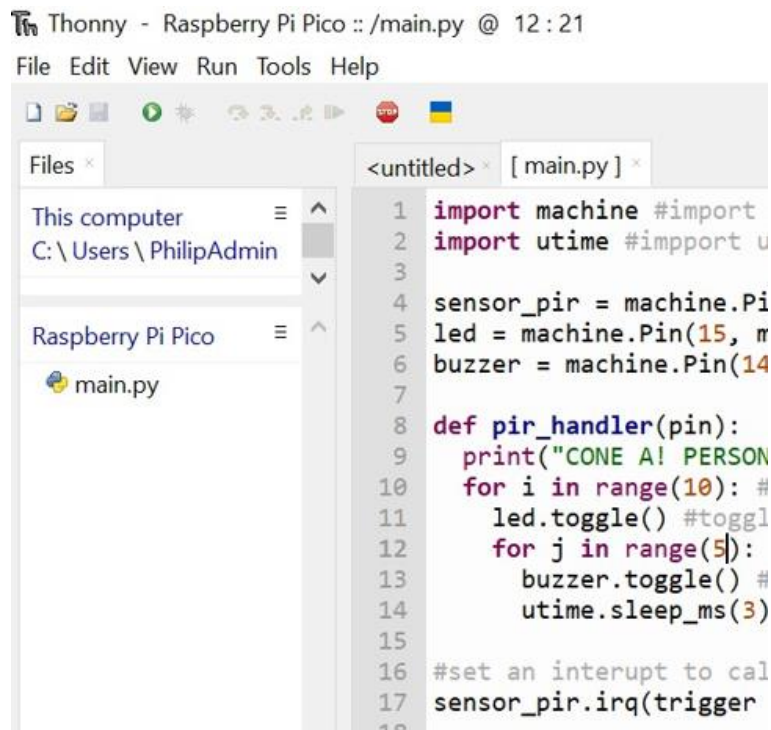 Thonny - Raspberry Pi Pico :: /main.py @ 12 : 21
File Edit View Run Tools Help
STOP
Files
<untitled> [ main.py ]
This computer
C: \ Users \ PhilipAdmin
Raspberry Pi Pico
main.py
1 import machine #import
2 import utime #impport u
3
4 sensor_pir = machine.Pi
5 led = machine.Pin(15, m
6 buzzer = machine.Pin(14
7
8 def pir_handler(pin):
9 print("CONE A! PERSON
10 for i in range(10): #
11 led.toggle() #toggl
12 for j in range(5):
13 buzzer.toggle() #
14 utime.sleep_ms(3)
15
16 #set an interupt to cal
17 sensor_pir.irq(trigger